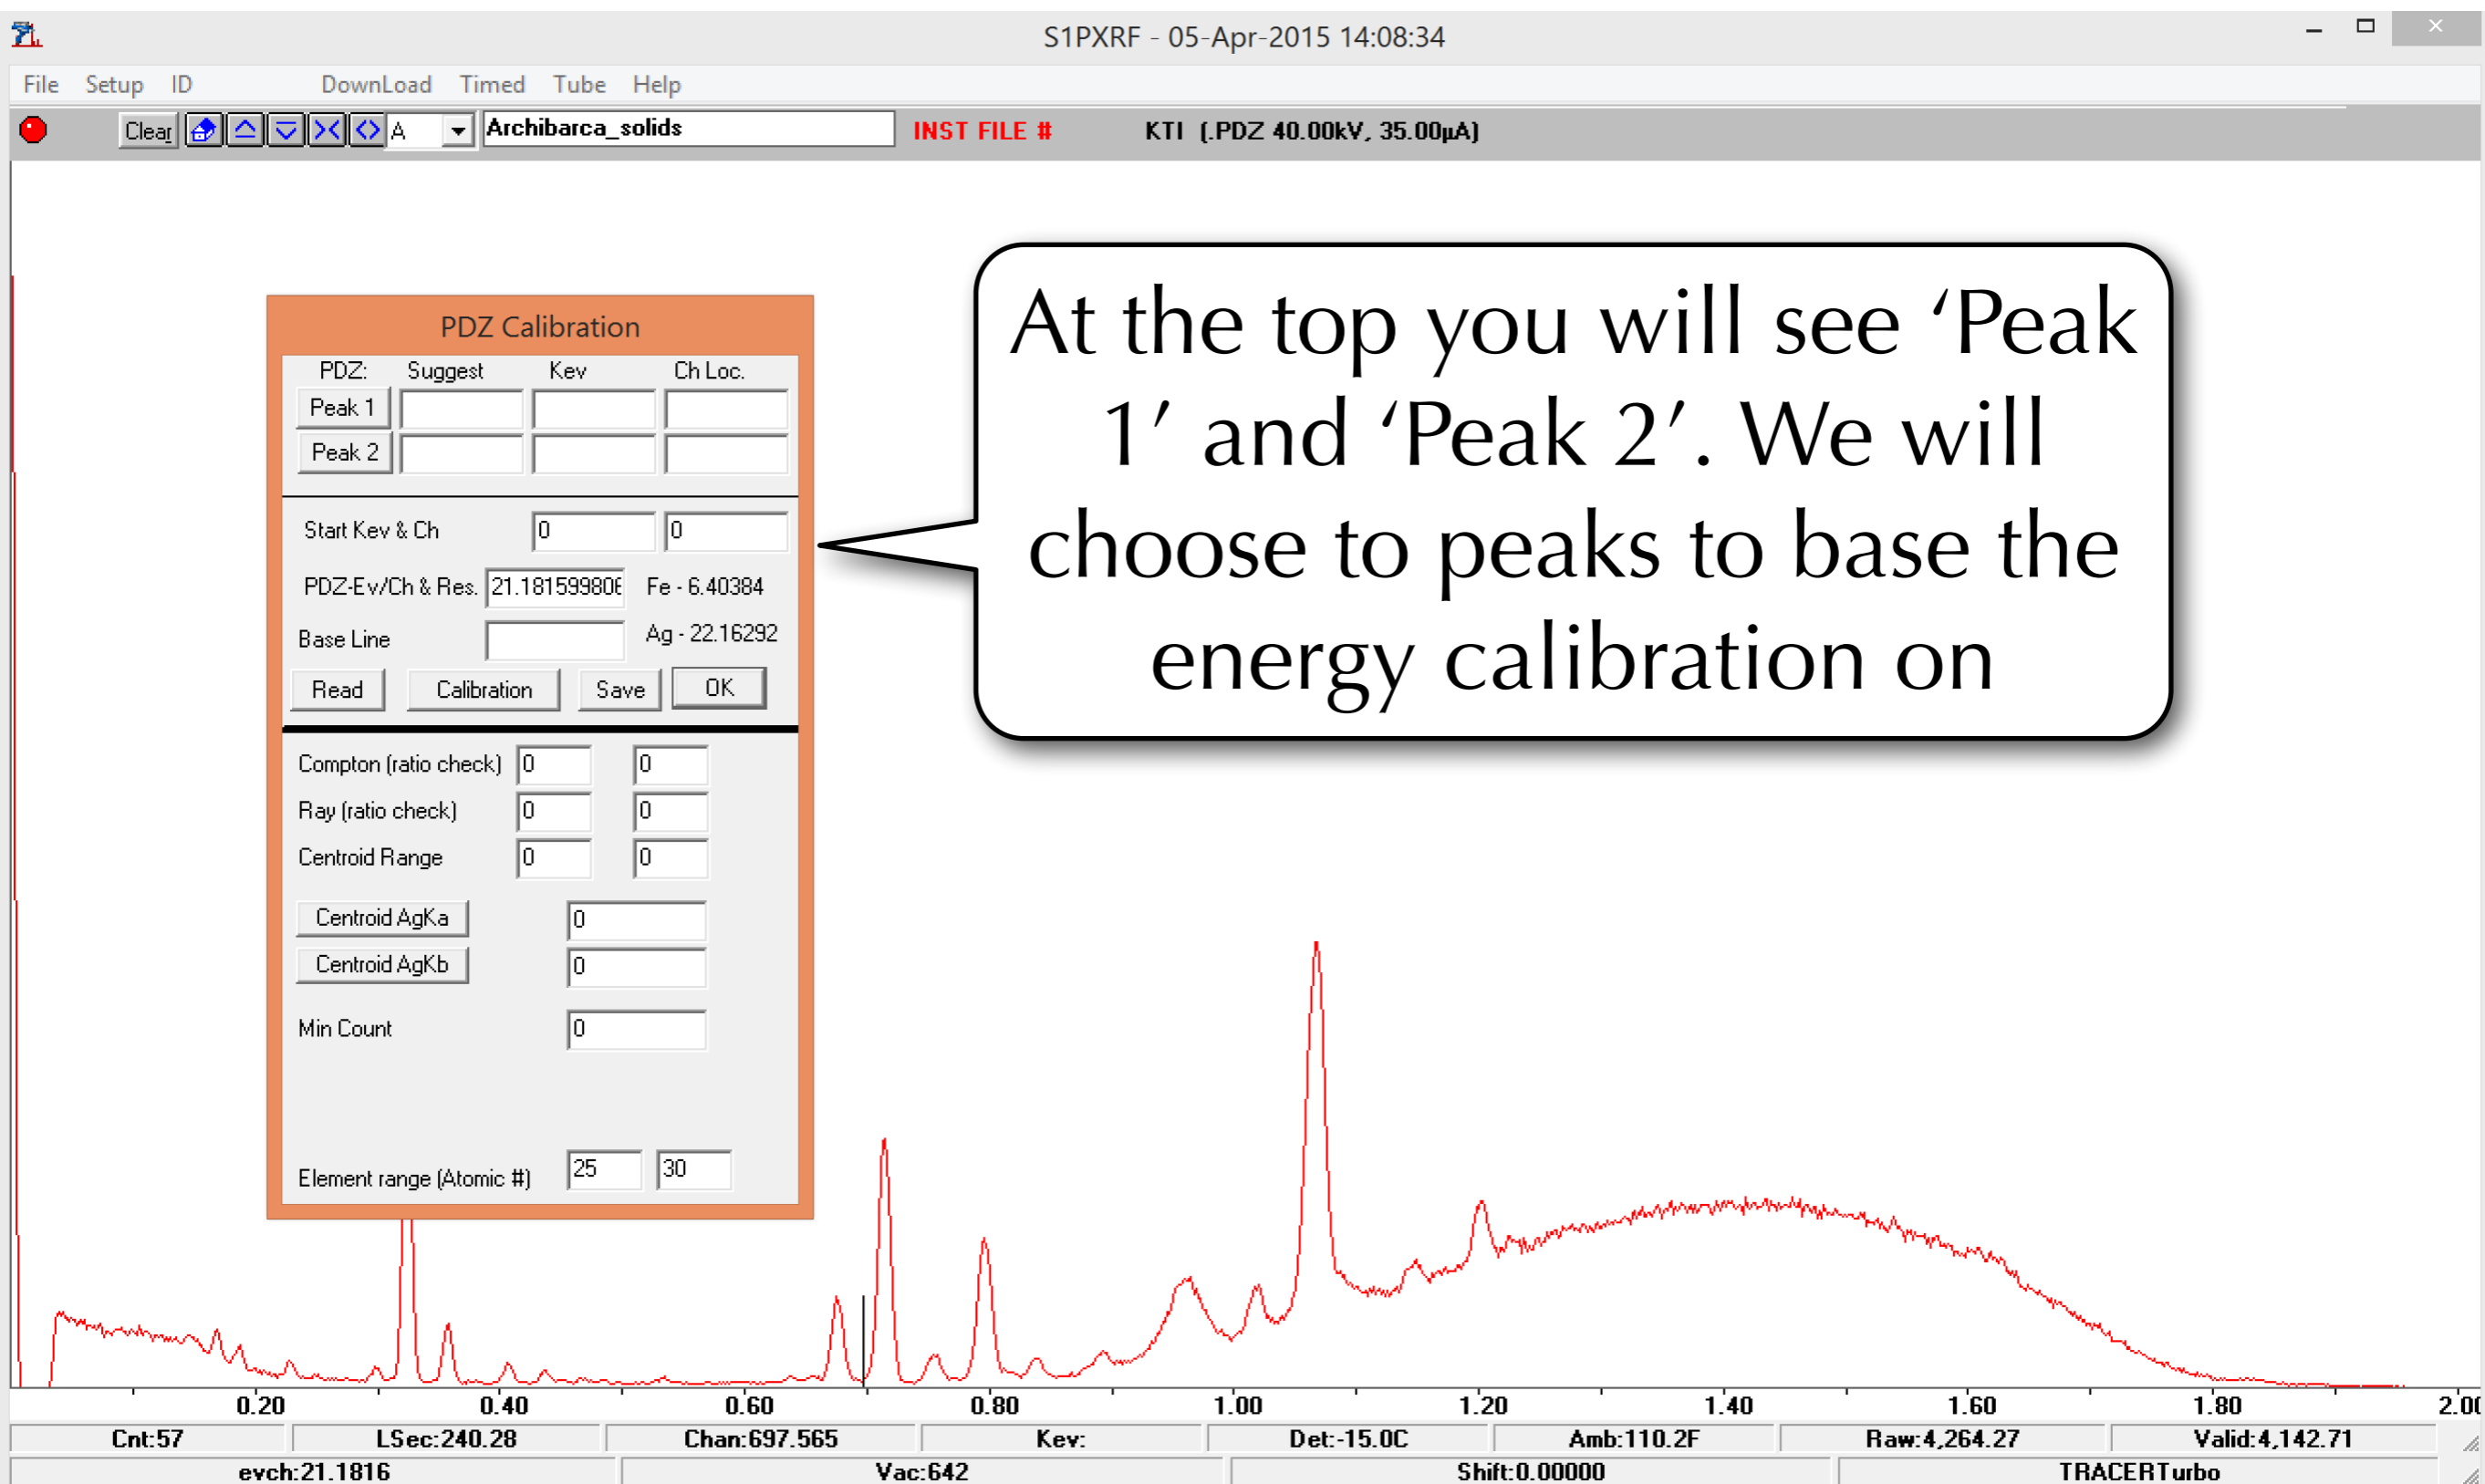 S1PXRF - 05-Apr-2015 14:08:34
File Setup ID DownLoad Timed Tube Help
Clear A Archibarca_solids INST FILE # KTI (.PDZ 40.00kV, 35.00µA)
PDZ Calibration
PDZ: Suggest Kev Ch Loc.
Peak 1
Peak 2
Start Kev & Ch 0 0
PDZ-Ev/Ch & Res. 21.18159980 Fe - 6.40384
Base Line Ag - 22.16292
Read Calibration Save OK
Compton (ratio check) 0 0
Ray (ratio check) 0 0
Centroid Range 0 0
Centroid AgKa 0
Centroid AgKb 0
Min Count 0
Element range (Atomic #) 25 30
At the top you will see ‘Peak
1’ and ‘Peak 2’. We will
choose to peaks to base the
energy calibration on
0.20 0.40 0.60 0.80 1.00 1.20 1.40 1.60 1.80 2.00
Cnt:57 LSec:240.28 Chan:697.565 Kev: Det:-15.0C Amb:110.2F Raw:4,264.27 Valid:4,142.71
evch:21.1816 Vac:642 Shift:0.00000 TRACERTurbo